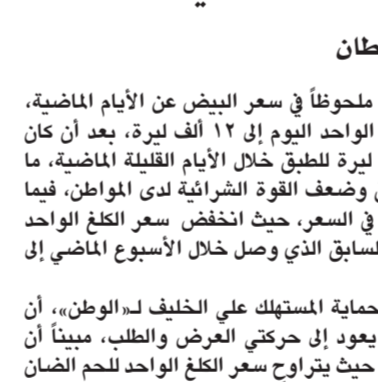 طان
ملحوظاً في سعر البيض عن الأيام الماضية،
الواحد اليوم إلى ١٢ ألف ليرة، بعد أن كان
ليرة للطبق خلال الأيام القليلة الماضية، ما
وضعف القوة الشرائية لدى المواطن، فيما
في السعر، حيث انخفض سعر الكلغ الواحد
لسابق الذي وصل خلال الأسبوع الماضي إلى
حماية المستهلك علي الخليف لـ«الوطن»، أن
يعود إلى حركتي العرض والطلب، مبيناً أن
حيث يتراوح سعر الكلغ الواحد للحم الضان